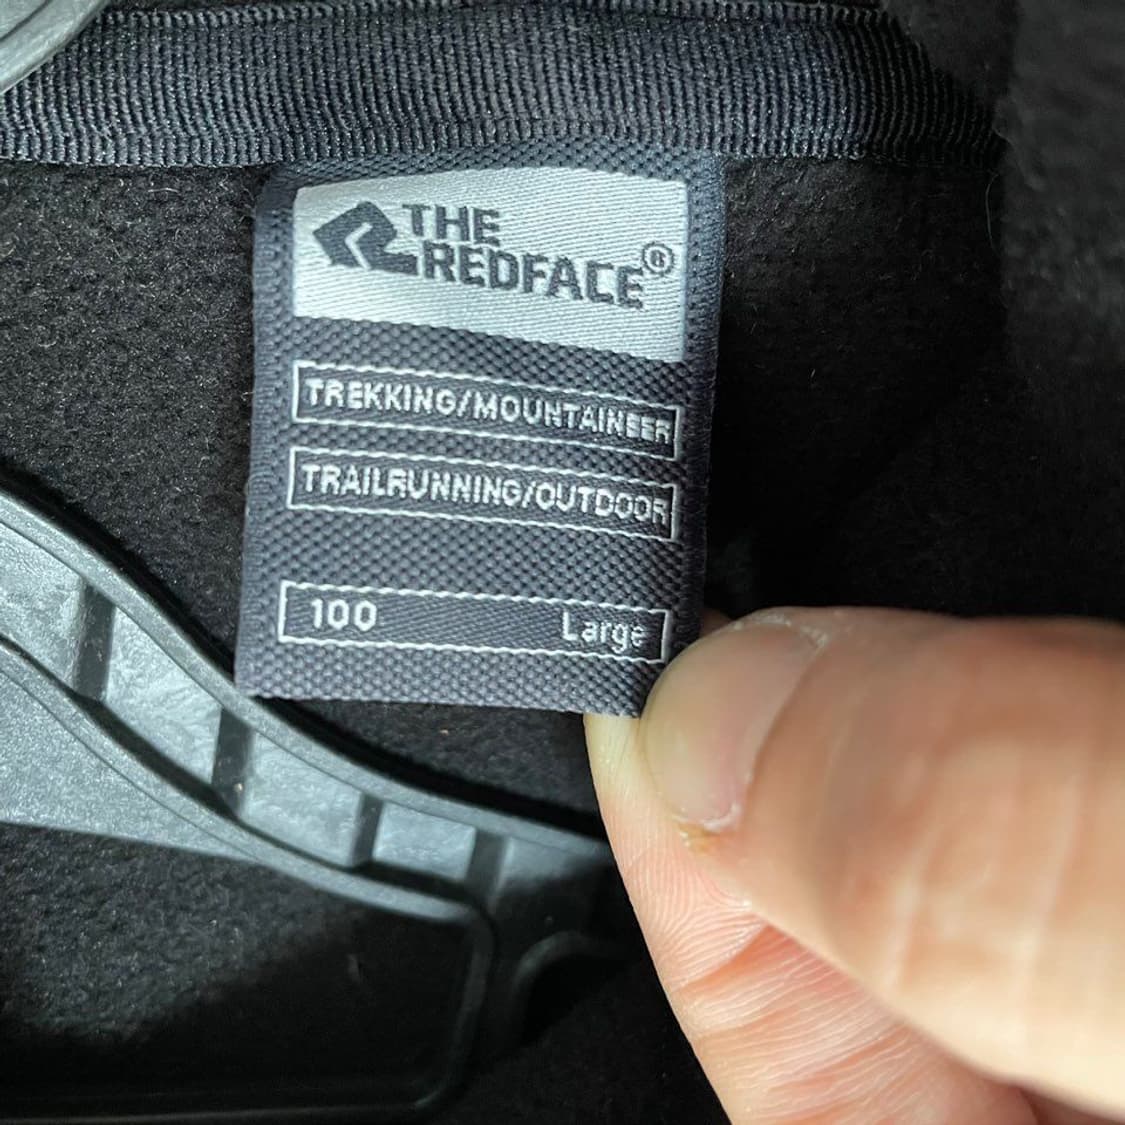 THE
REDFACE®
TREKKING/MOUNTAINEER
TRAILRUNNING/OUTDOOR
100 Large